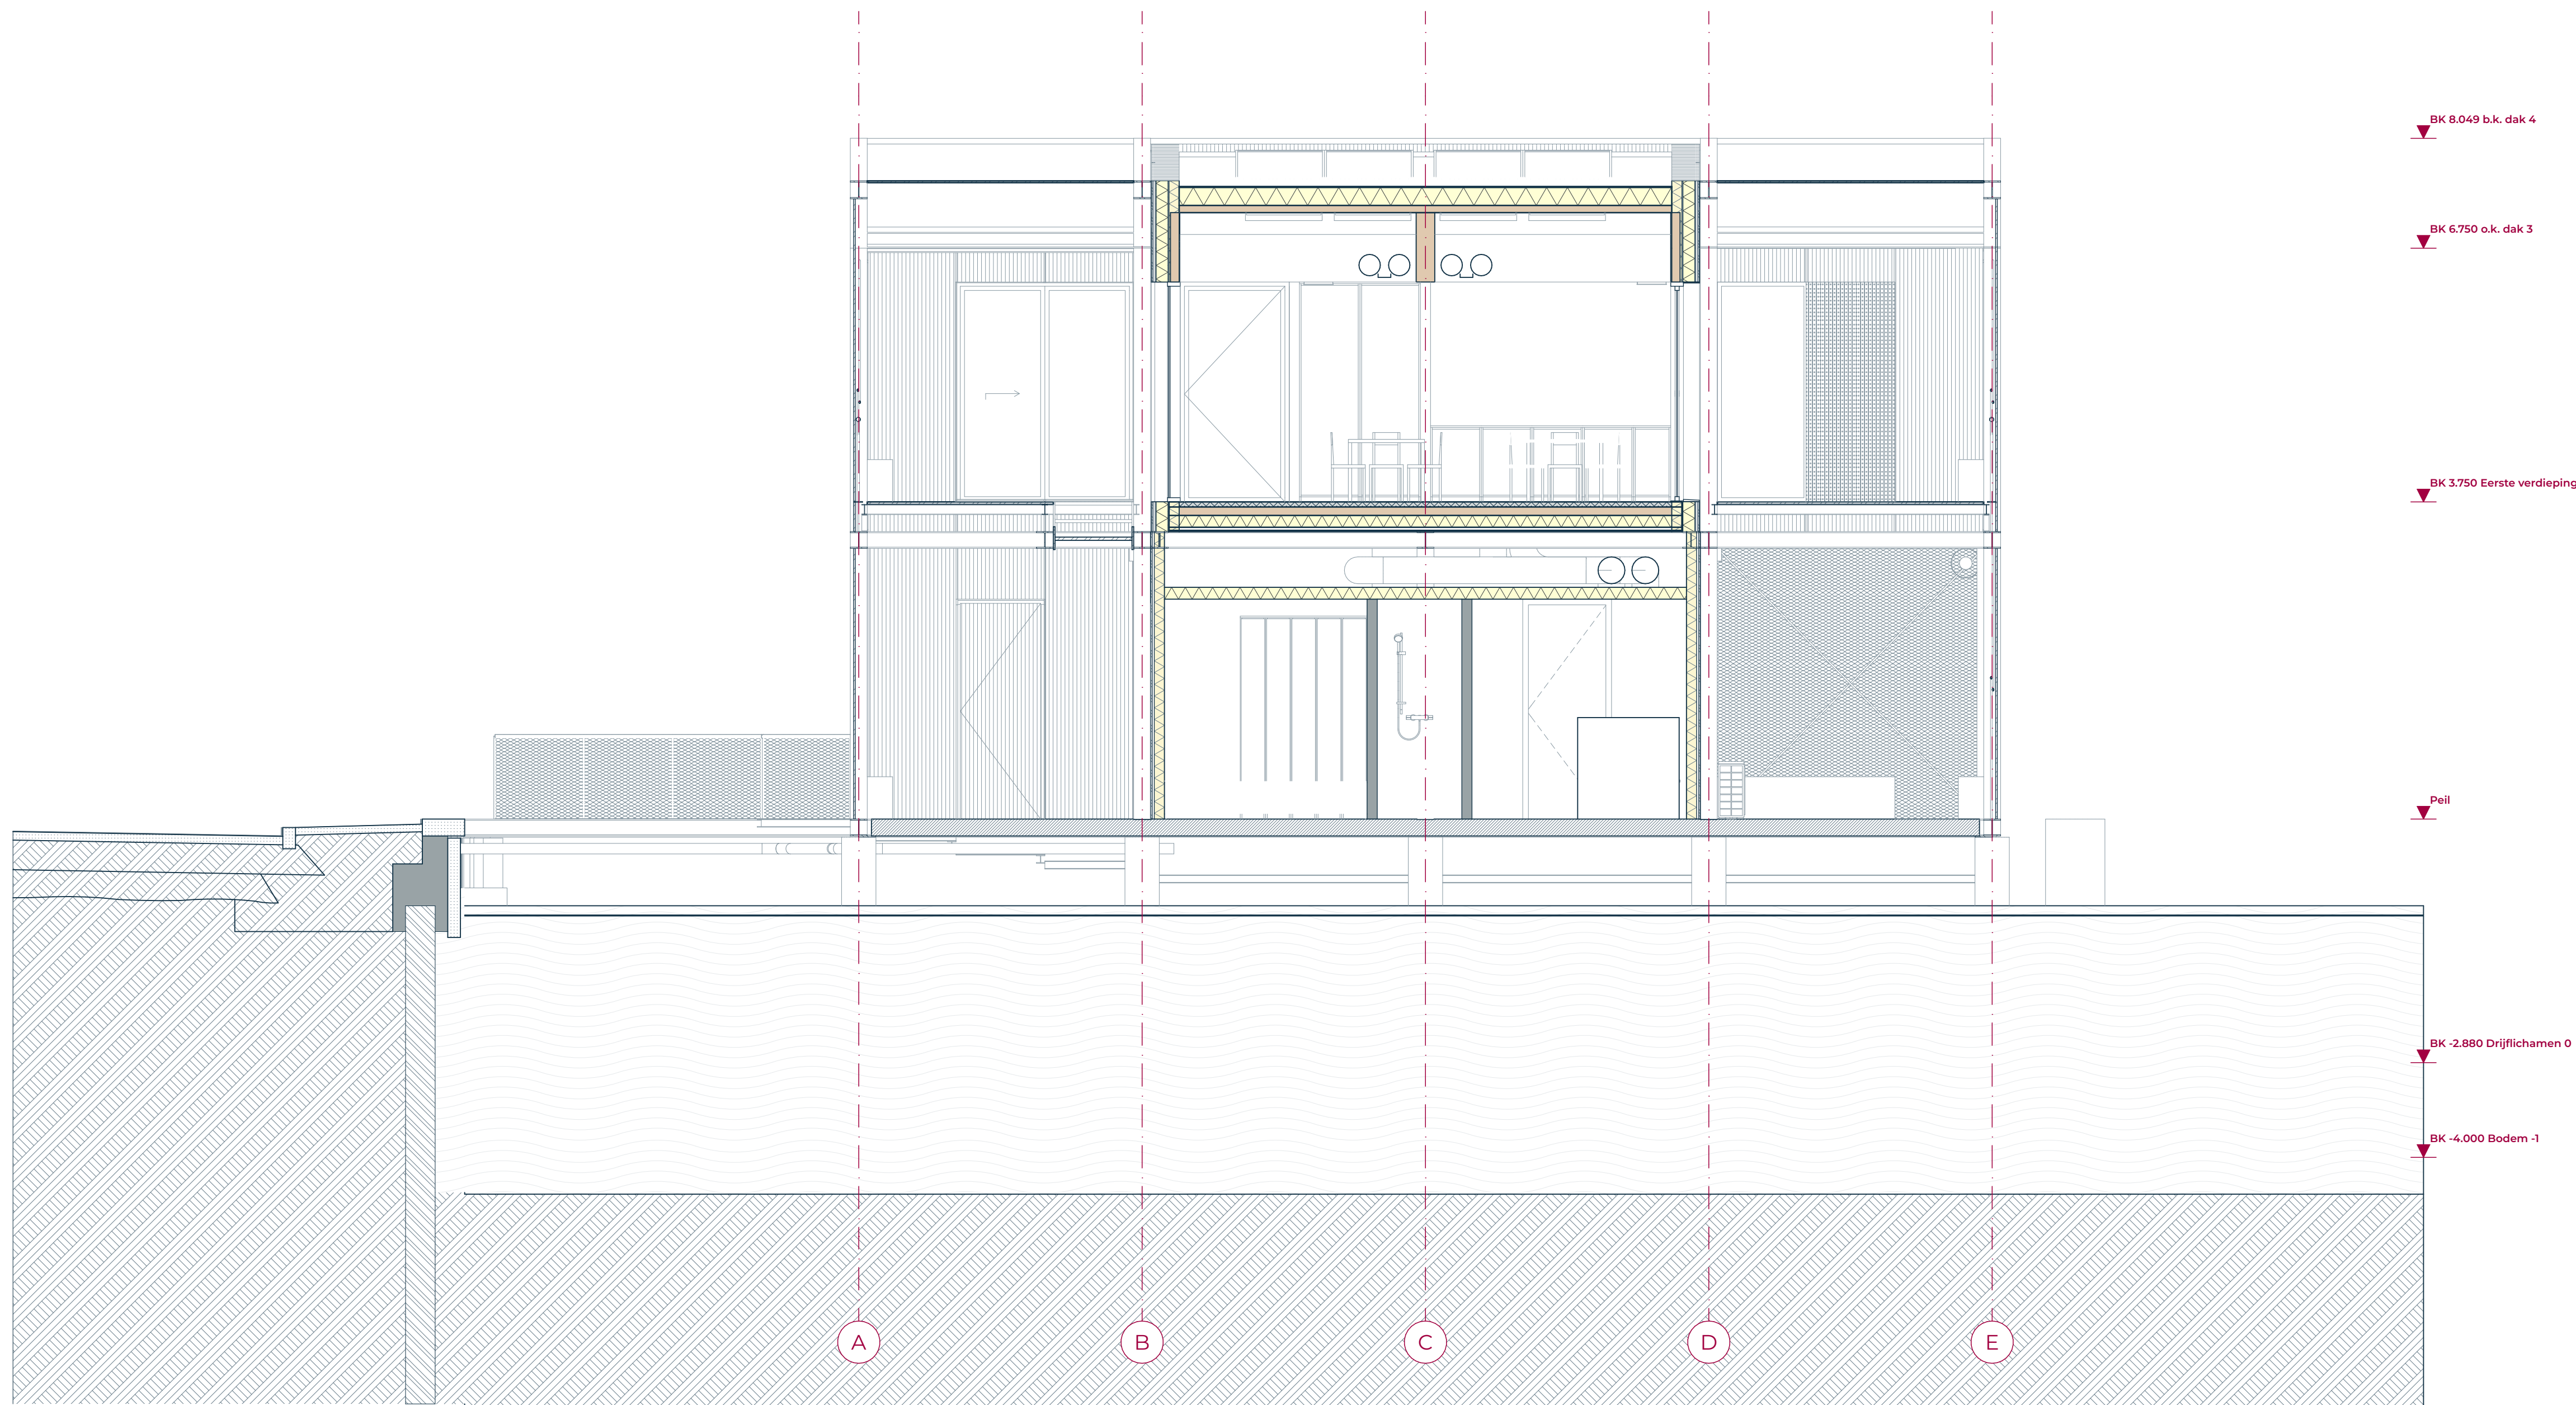 BK 8.049 b.k. dak 4
BK 6.750 o.k. dak 3
BK 3.750 Eerste verdieping
Peil
BK -2.880 Drijflichamen 0
BK -4.000 Bodem -1
A
B
C
D
E